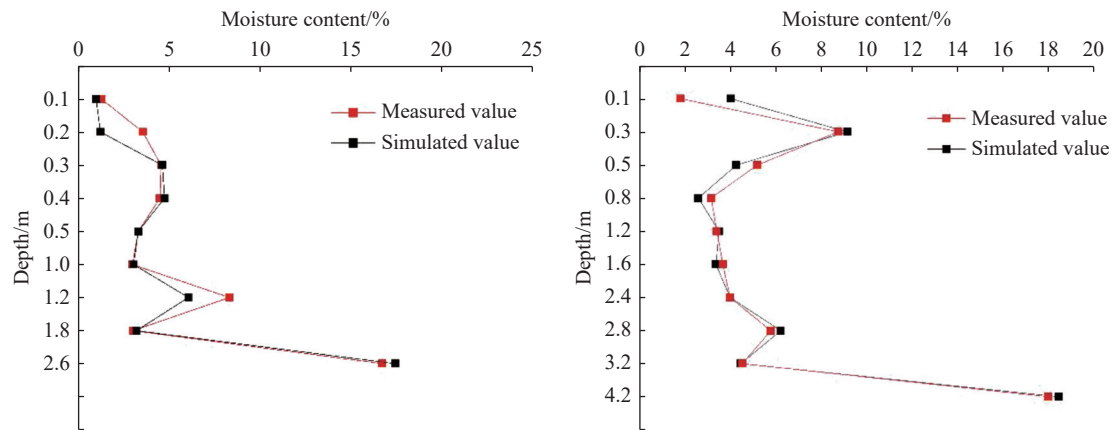 Moisture content/%
0 5 10 15 20 25
Depth/m
0.1
0.2
0.3
0.4
0.5
1.0
1.2
1.8
2.6
Measured value
Simulated value
Moisture content/%
0 2 4 6 8 10 12 14 16 18 20
Depth/m
0.1
0.3
0.5
0.8
1.2
1.6
2.4
2.8
3.2
4.2
Measured value
Simulated value